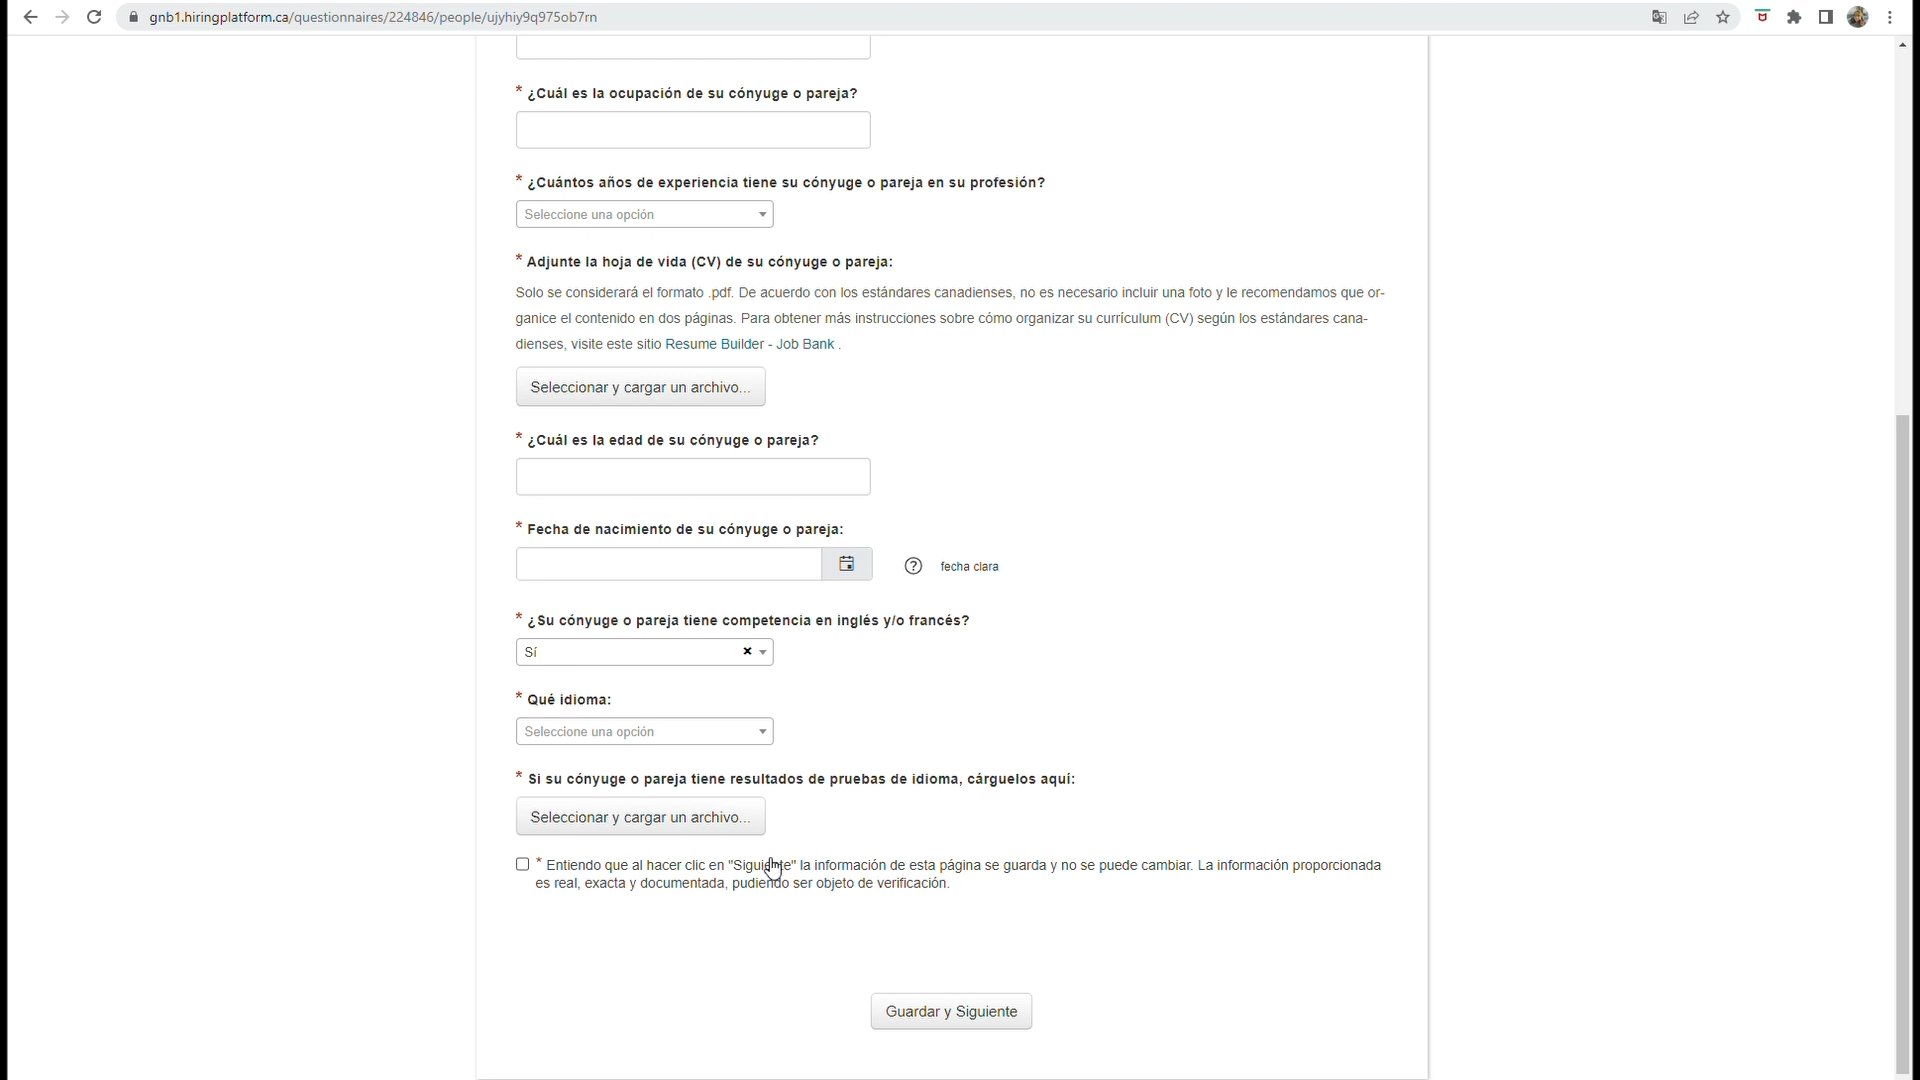 gnb1.hiringplatform.ca/questionnaires/224846/people/ujyhiy9q975ob7rn
* ¿Cuál es la ocupación de su cónyuge o pareja?
* ¿Cuántos años de experiencia tiene su cónyuge o pareja en su profesión?
Seleccione una opción
* Adjunte la hoja de vida (CV) de su cónyuge o pareja:
Solo se considerará el formato .pdf. De acuerdo con los estándares canadienses, no es necesario incluir una foto y le recomendamos que or-
ganice el contenido en dos páginas. Para obtener más instrucciones sobre cómo organizar su currículum (CV) según los estándares cana-
dienses, visite este sitio Resume Builder - Job Bank .
Seleccionar y cargar un archivo...
* ¿Cuál es la edad de su cónyuge o pareja?
* Fecha de nacimiento de su cónyuge o pareja:
? fecha clara
* ¿Su cónyuge o pareja tiene competencia en inglés y/o francés?
Sí ×
* Qué idioma:
Seleccione una opción
* Si su cónyuge o pareja tiene resultados de pruebas de idioma, cárguelos aquí:
Seleccionar y cargar un archivo...
* Entiendo que al hacer clic en "Siguiente" la información de esta página se guarda y no se puede cambiar. La información proporcionada
es real, exacta y documentada, pudiendo ser objeto de verificación.
Guardar y Siguiente